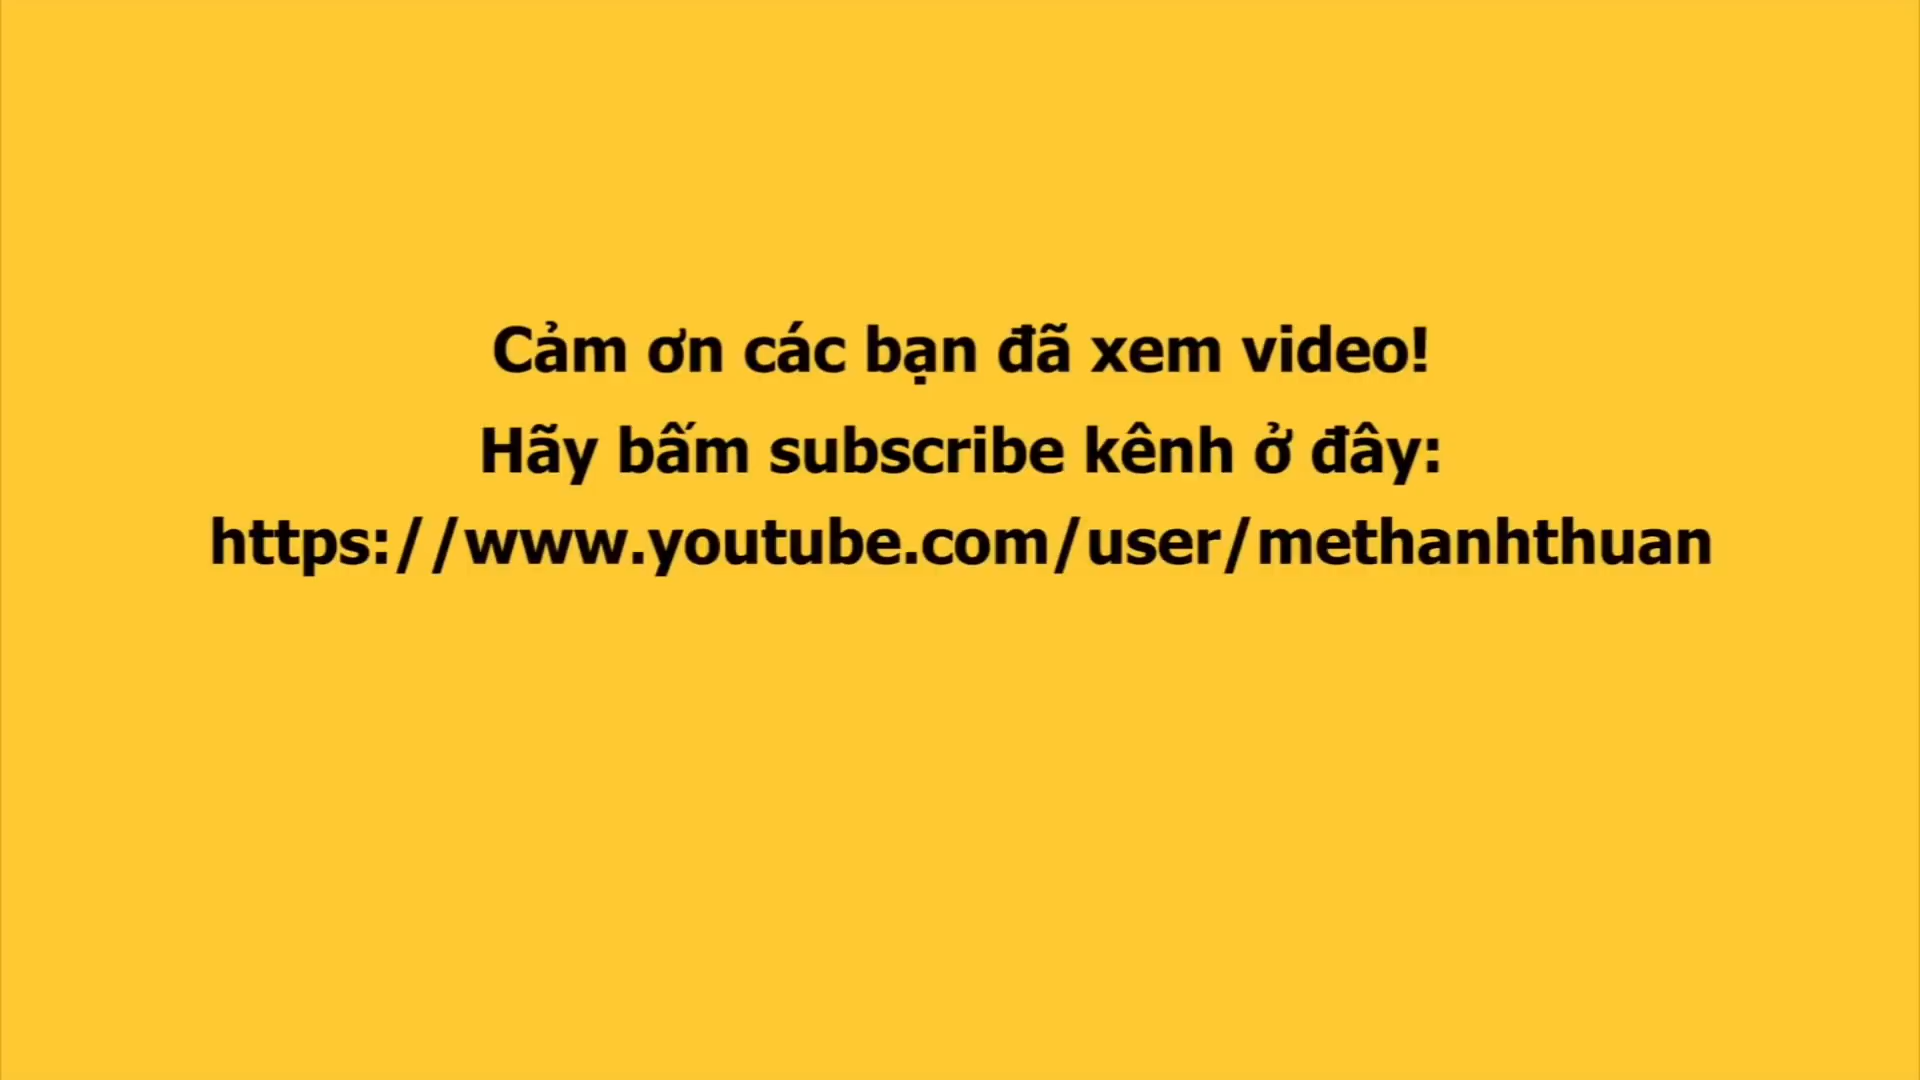 Cảm ơn các bạn đã xem video!
Hãy bấm subscribe kênh ở đây:
https://www.youtube.com/user/methanhthuan